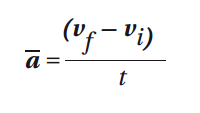 a̅ = (v_f − v_i) / t